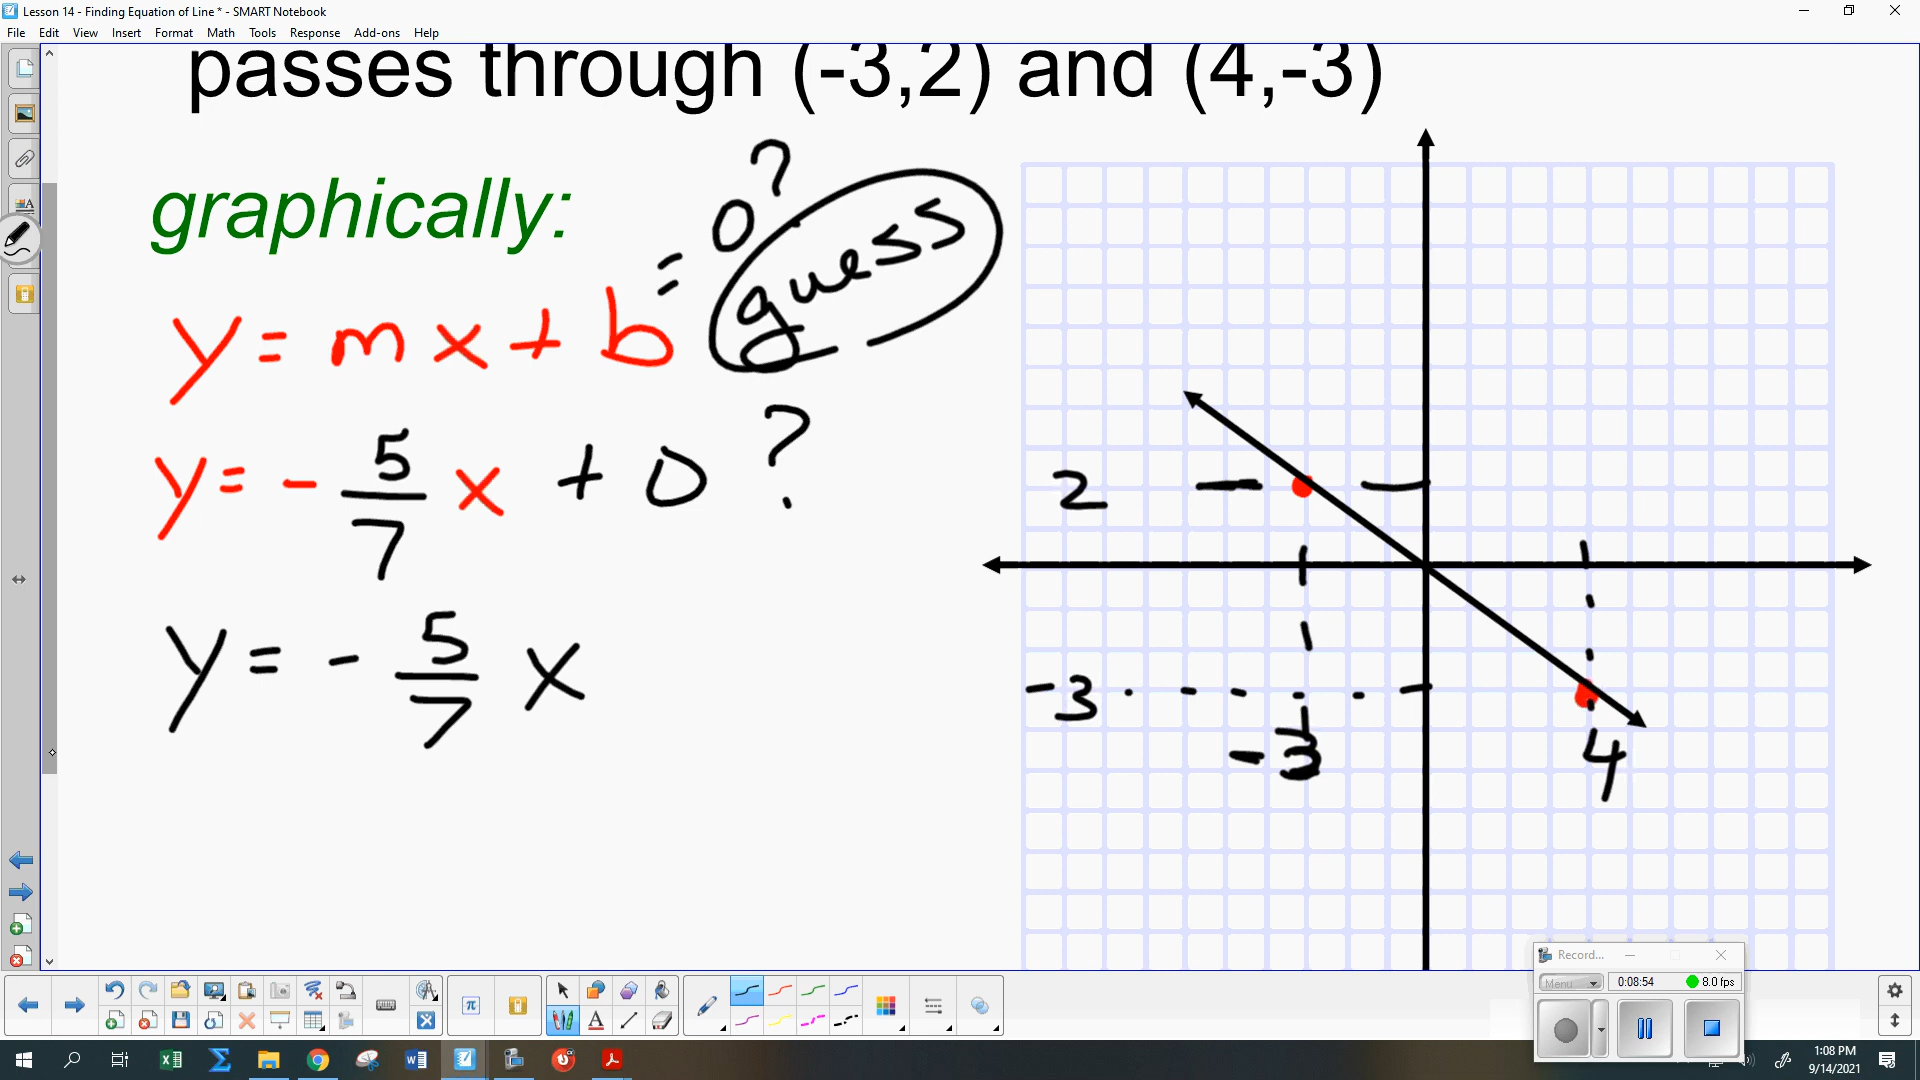 Lesson 14 - Finding Equation of Line * - SMART Notebook
File Edit View Insert Format Math Tools Response Add-ons Help
passes through (-3,2) and (4,-3)
graphically:
= 0 ?
guess
y = mx + b
y = - 5/7 x + 0 ?
y = - 5/7 x
2
-3
-3
4
Record...
Menu 0:08:54 8.0 fps
1:08 PM
9/14/2021